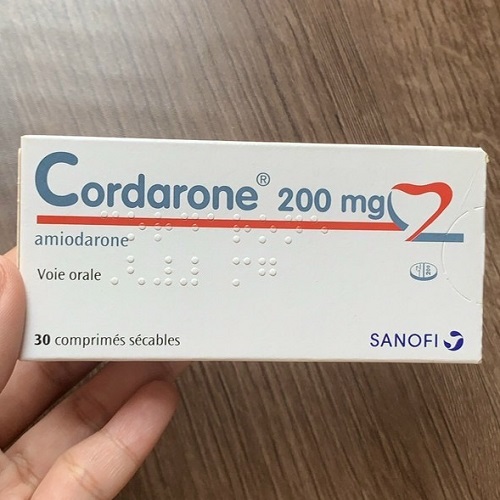 Cordarone® 200 mg
amiodarone
Voie orale
30 comprimés sécables
SANOFI